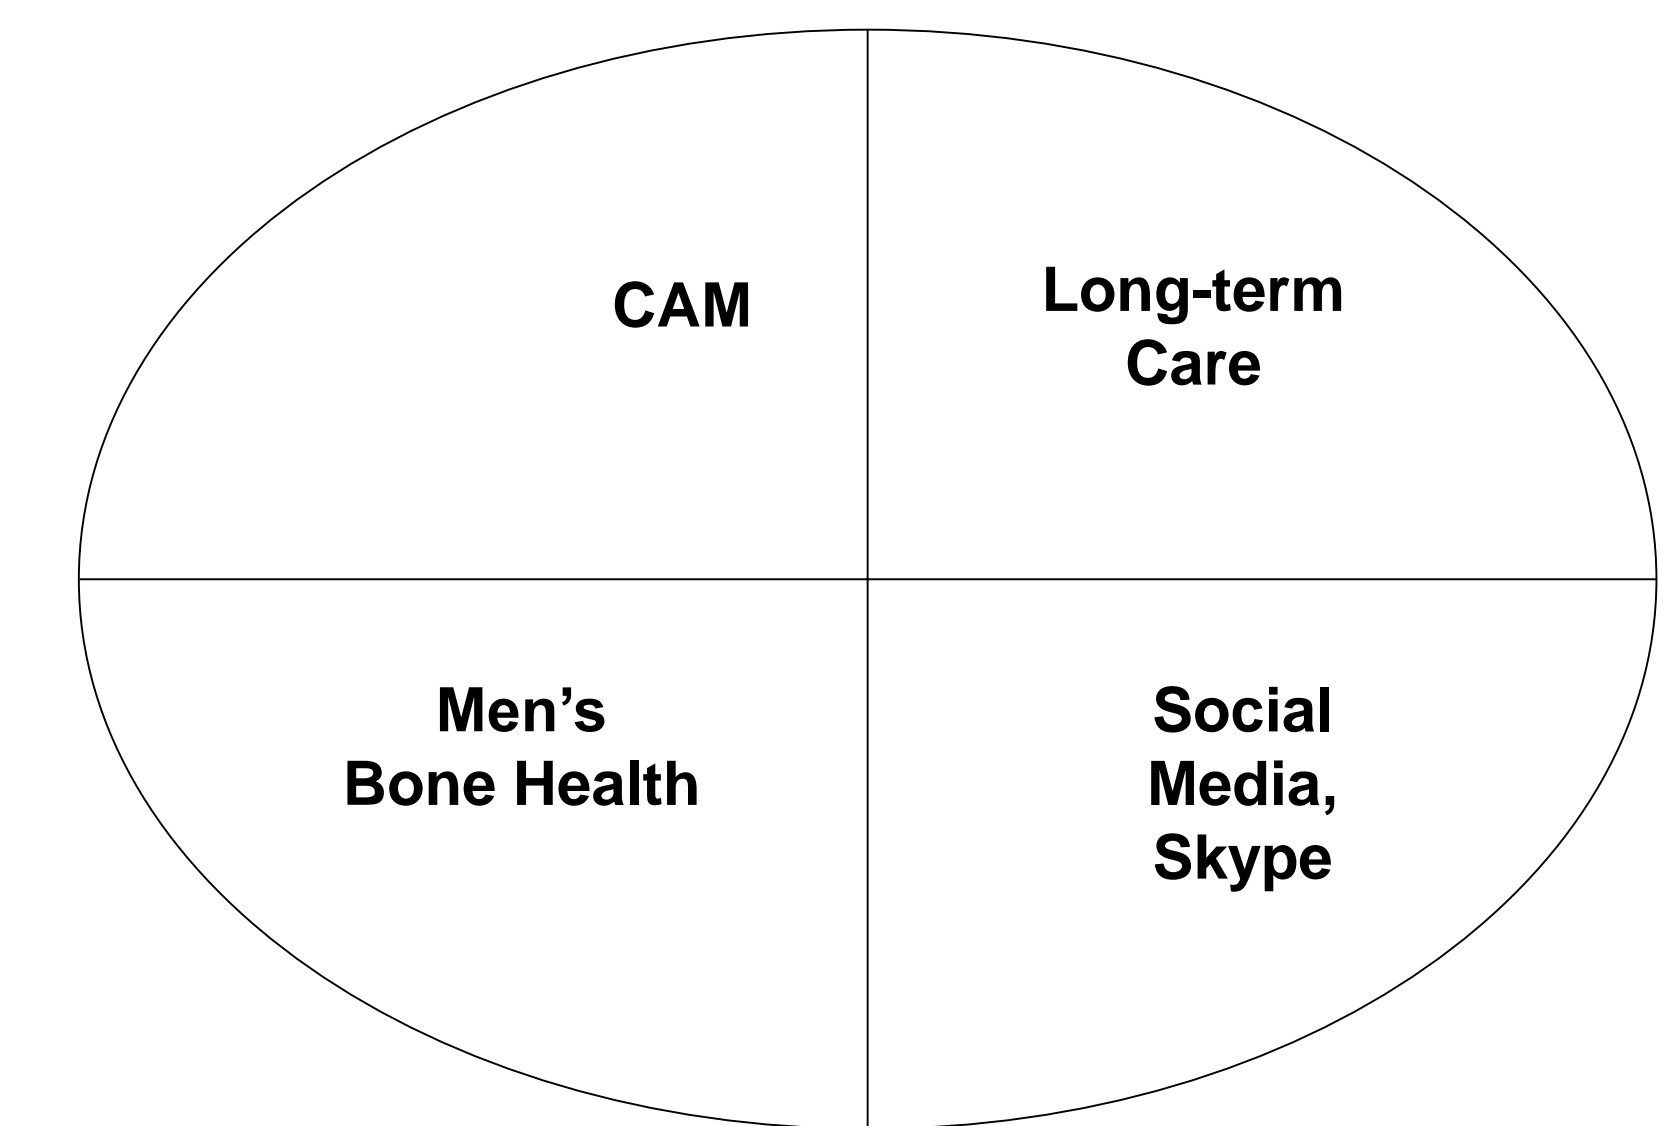 CAM
Long-term
Care
Men’s
Bone Health
Social
Media,
Skype